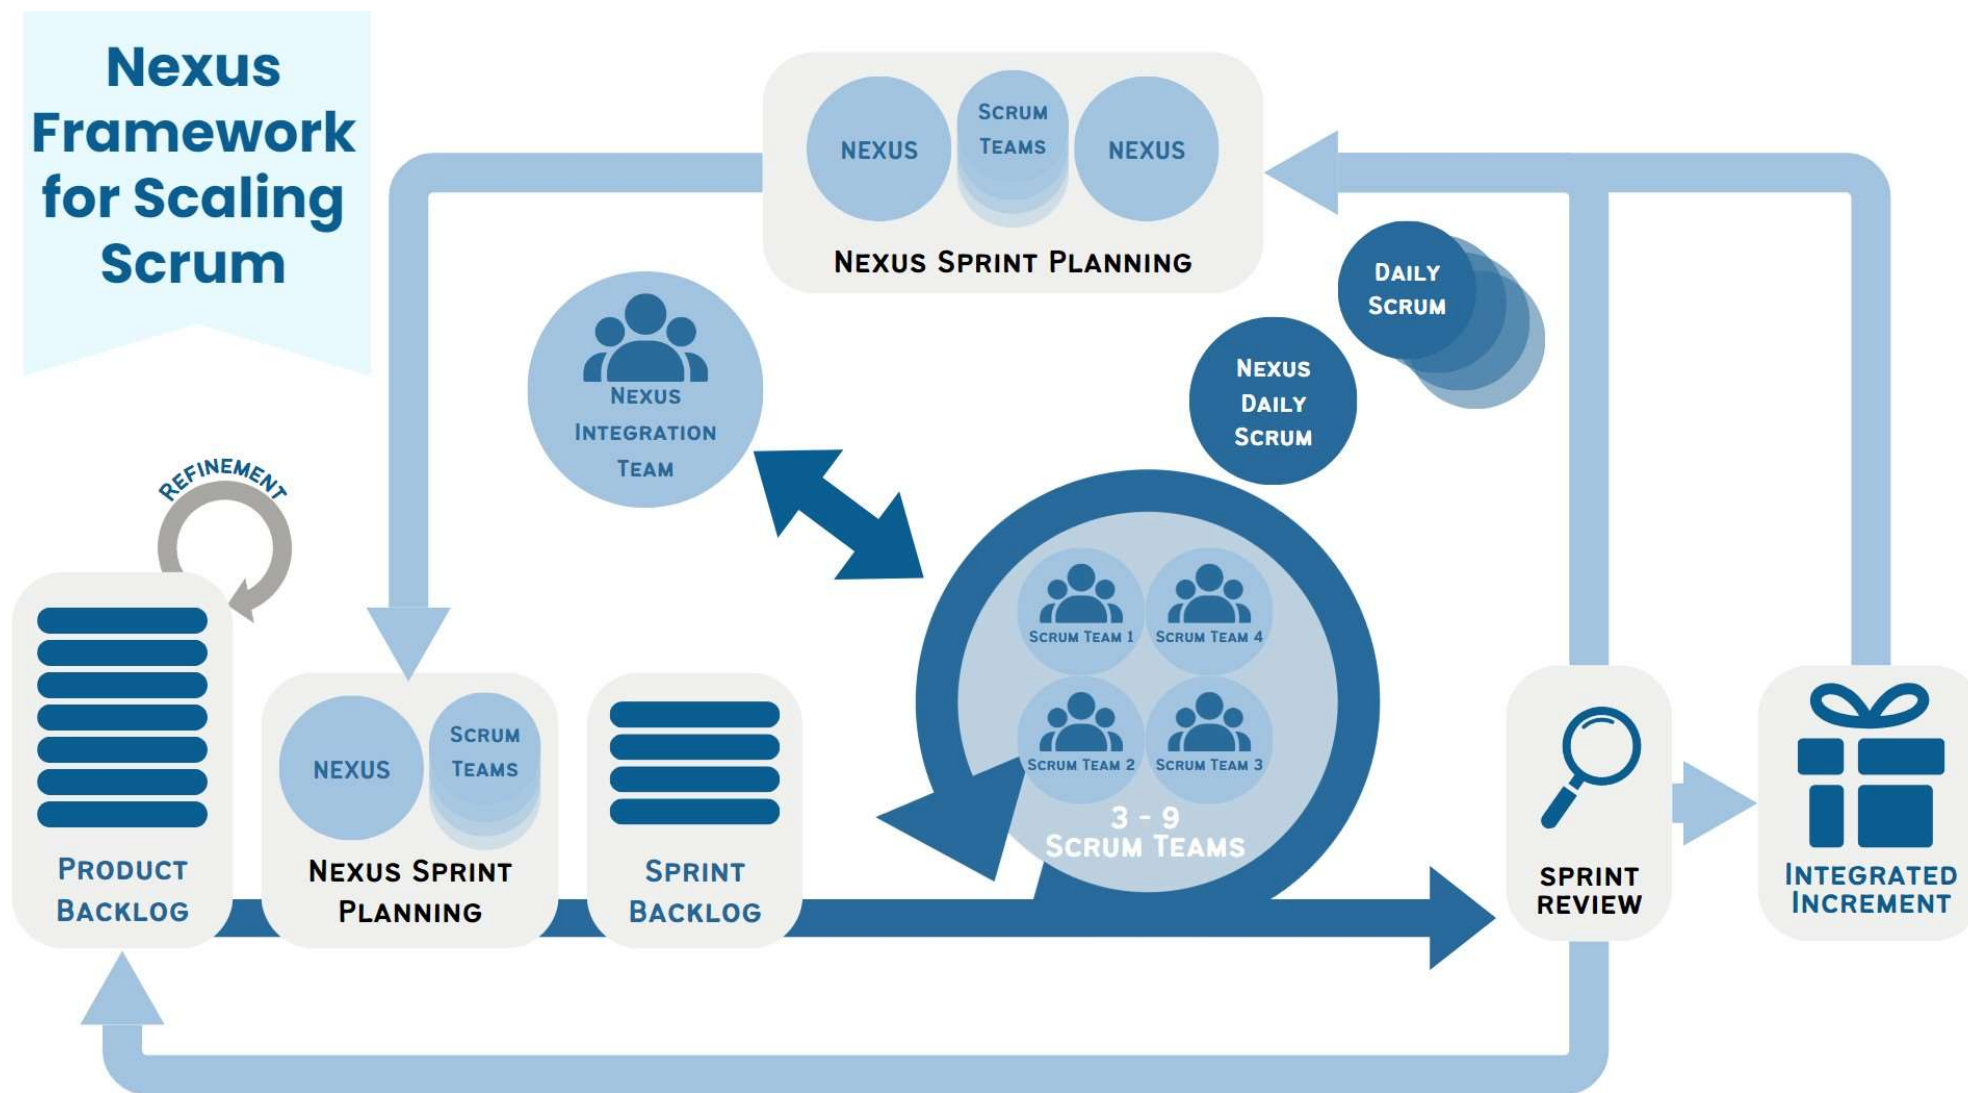 Nexus
Framework
for Scaling
Scrum
NEXUS
SCRUM
TEAMS
NEXUS
NEXUS SPRINT PLANNING
DAILY
SCRUM
NEXUS
DAILY
SCRUM
NEXUS
INTEGRATION
TEAM
REFINEMENT
SCRUM TEAM 1
SCRUM TEAM 4
SCRUM TEAM 2
SCRUM TEAM 3
3 - 9
SCRUM TEAMS
PRODUCT
BACKLOG
NEXUS
SCRUM
TEAMS
NEXUS SPRINT
PLANNING
SPRINT
BACKLOG
SPRINT
REVIEW
INTEGRATED
INCREMENT